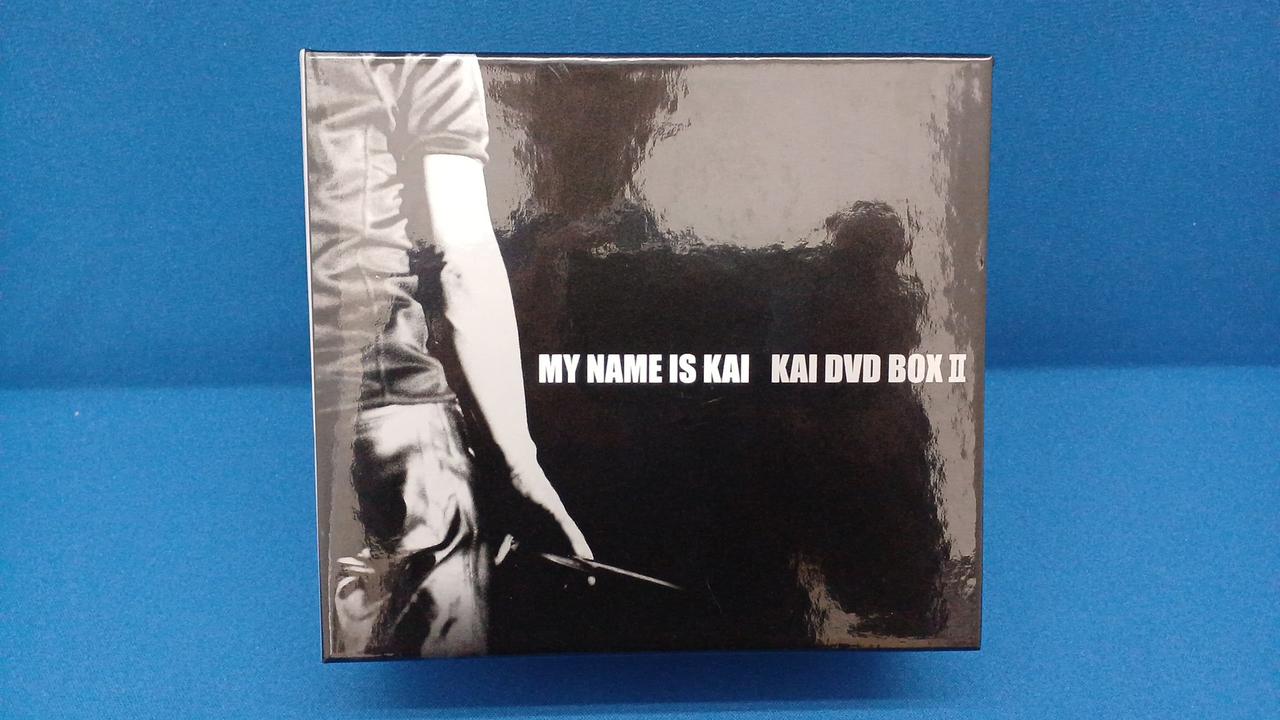 MY NAME IS KAI KAI DVD BOX Ⅱ